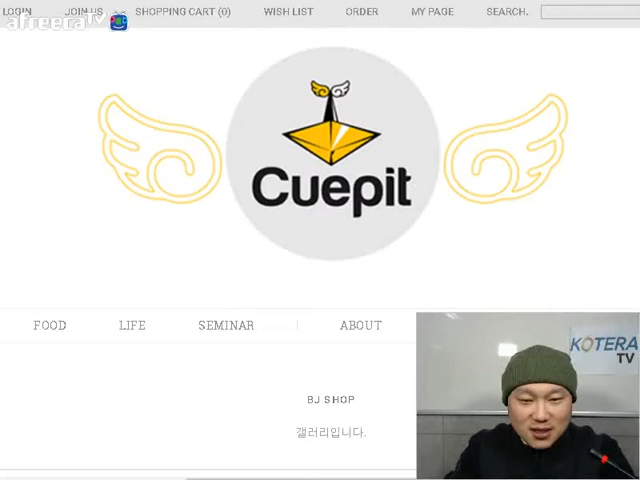 LOGIN JOIN US SHOPPING CART (0) WISH LIST ORDER MY PAGE SEARCH.
afreecaTV
Cuepit
FOOD LIFE SEMINAR | ABOUT
KOTERA
TV
BJ SHOP
갤러리입니다.